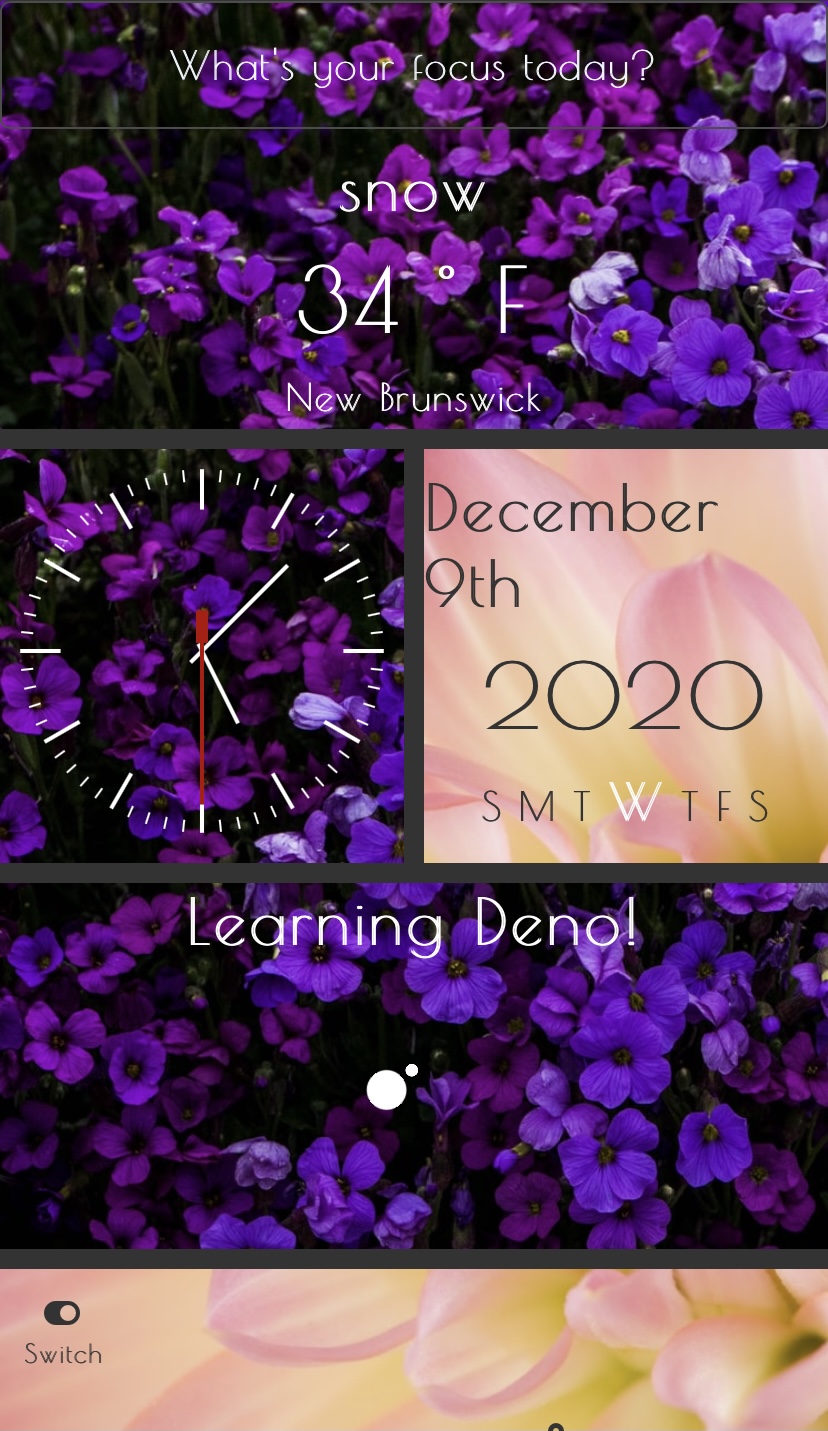 What's your focus today?
snow
34 ° F
New Brunswick
December
9th
2020
S M T W T F S
Learning Deno!
Switch